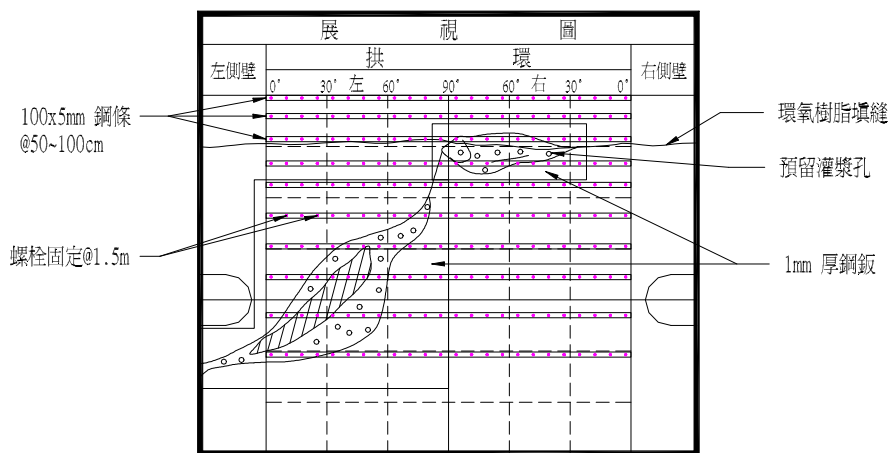 展 視 圖
拱 環
左側壁
右側壁
左 右
0° 30° 60° 90° 60° 30° 0°
100x5mm 鋼條
@50~100cm
環氧樹脂填縫
預留灌漿孔
螺栓固定@1.5m
1mm 厚鋼鈑